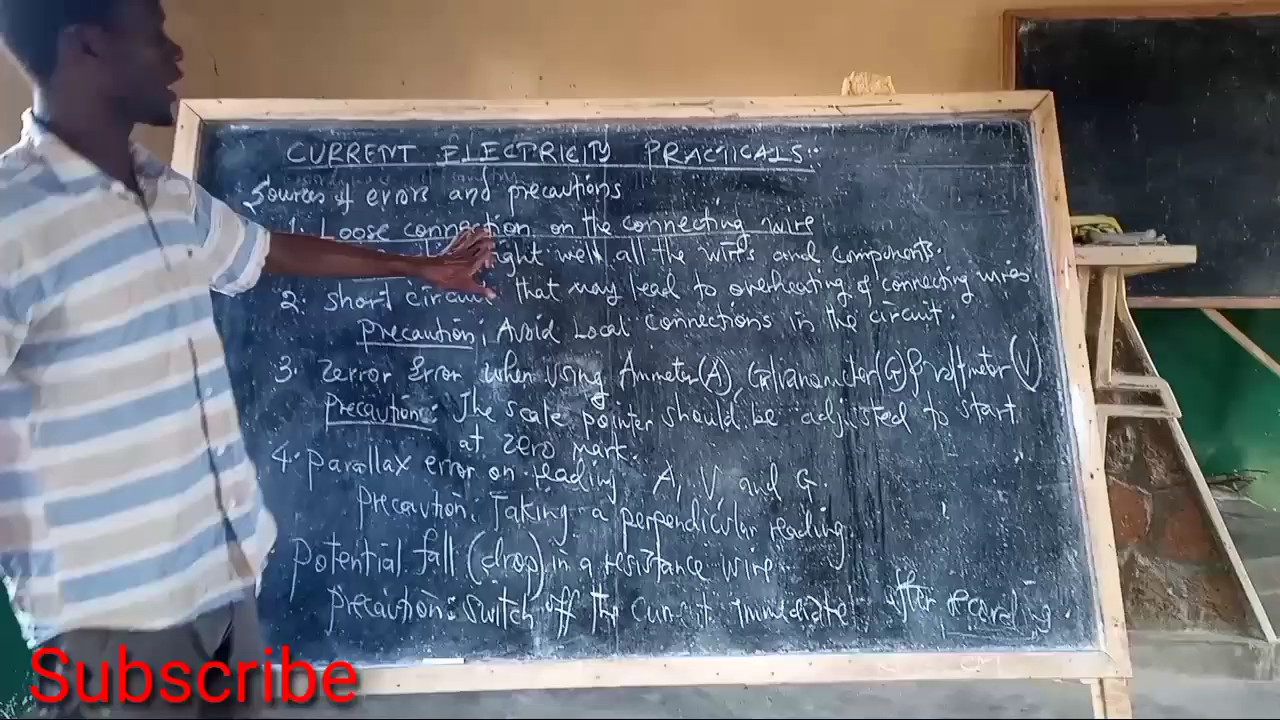 CURRENT ELECTRICITY PRACTICALS:
Sources of errors and precautions
1. Loose connection on the connecting wire
tight well all the wires and components.
2. short circuit that may lead to overheating of connecting wires
precaution; Avoid Local connections in the circuit.
3. Zerror Error when using Ammeter (A), Galvanometer (G) & voltmeter (V)
Precaution: The scale pointer should be adjusted to start
at zero mark.
4. parallax error on reading A, V, and G
Precaution. Taking a perpendicular reading.
Potential fall (drop) in a resistance wire.
Precaution: switch off the immediate after recording.
Subscribe